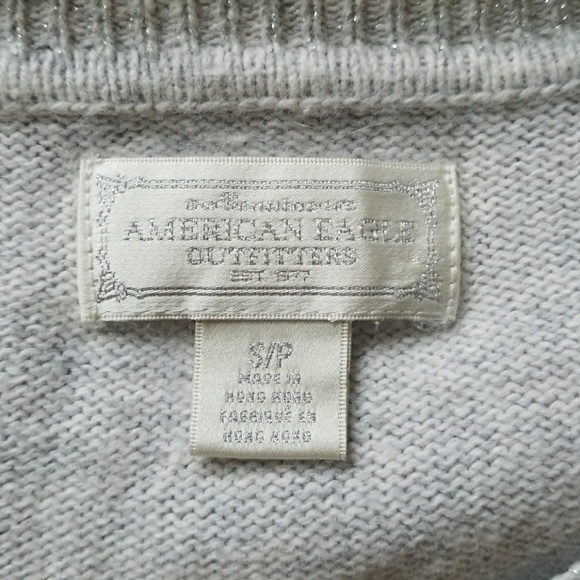 AMERICAN EAGLE
OUTFITTERS
EST. 1977
S/P
MADE IN
HONG KONG
FABRIQUÉ EN
HONG KONG